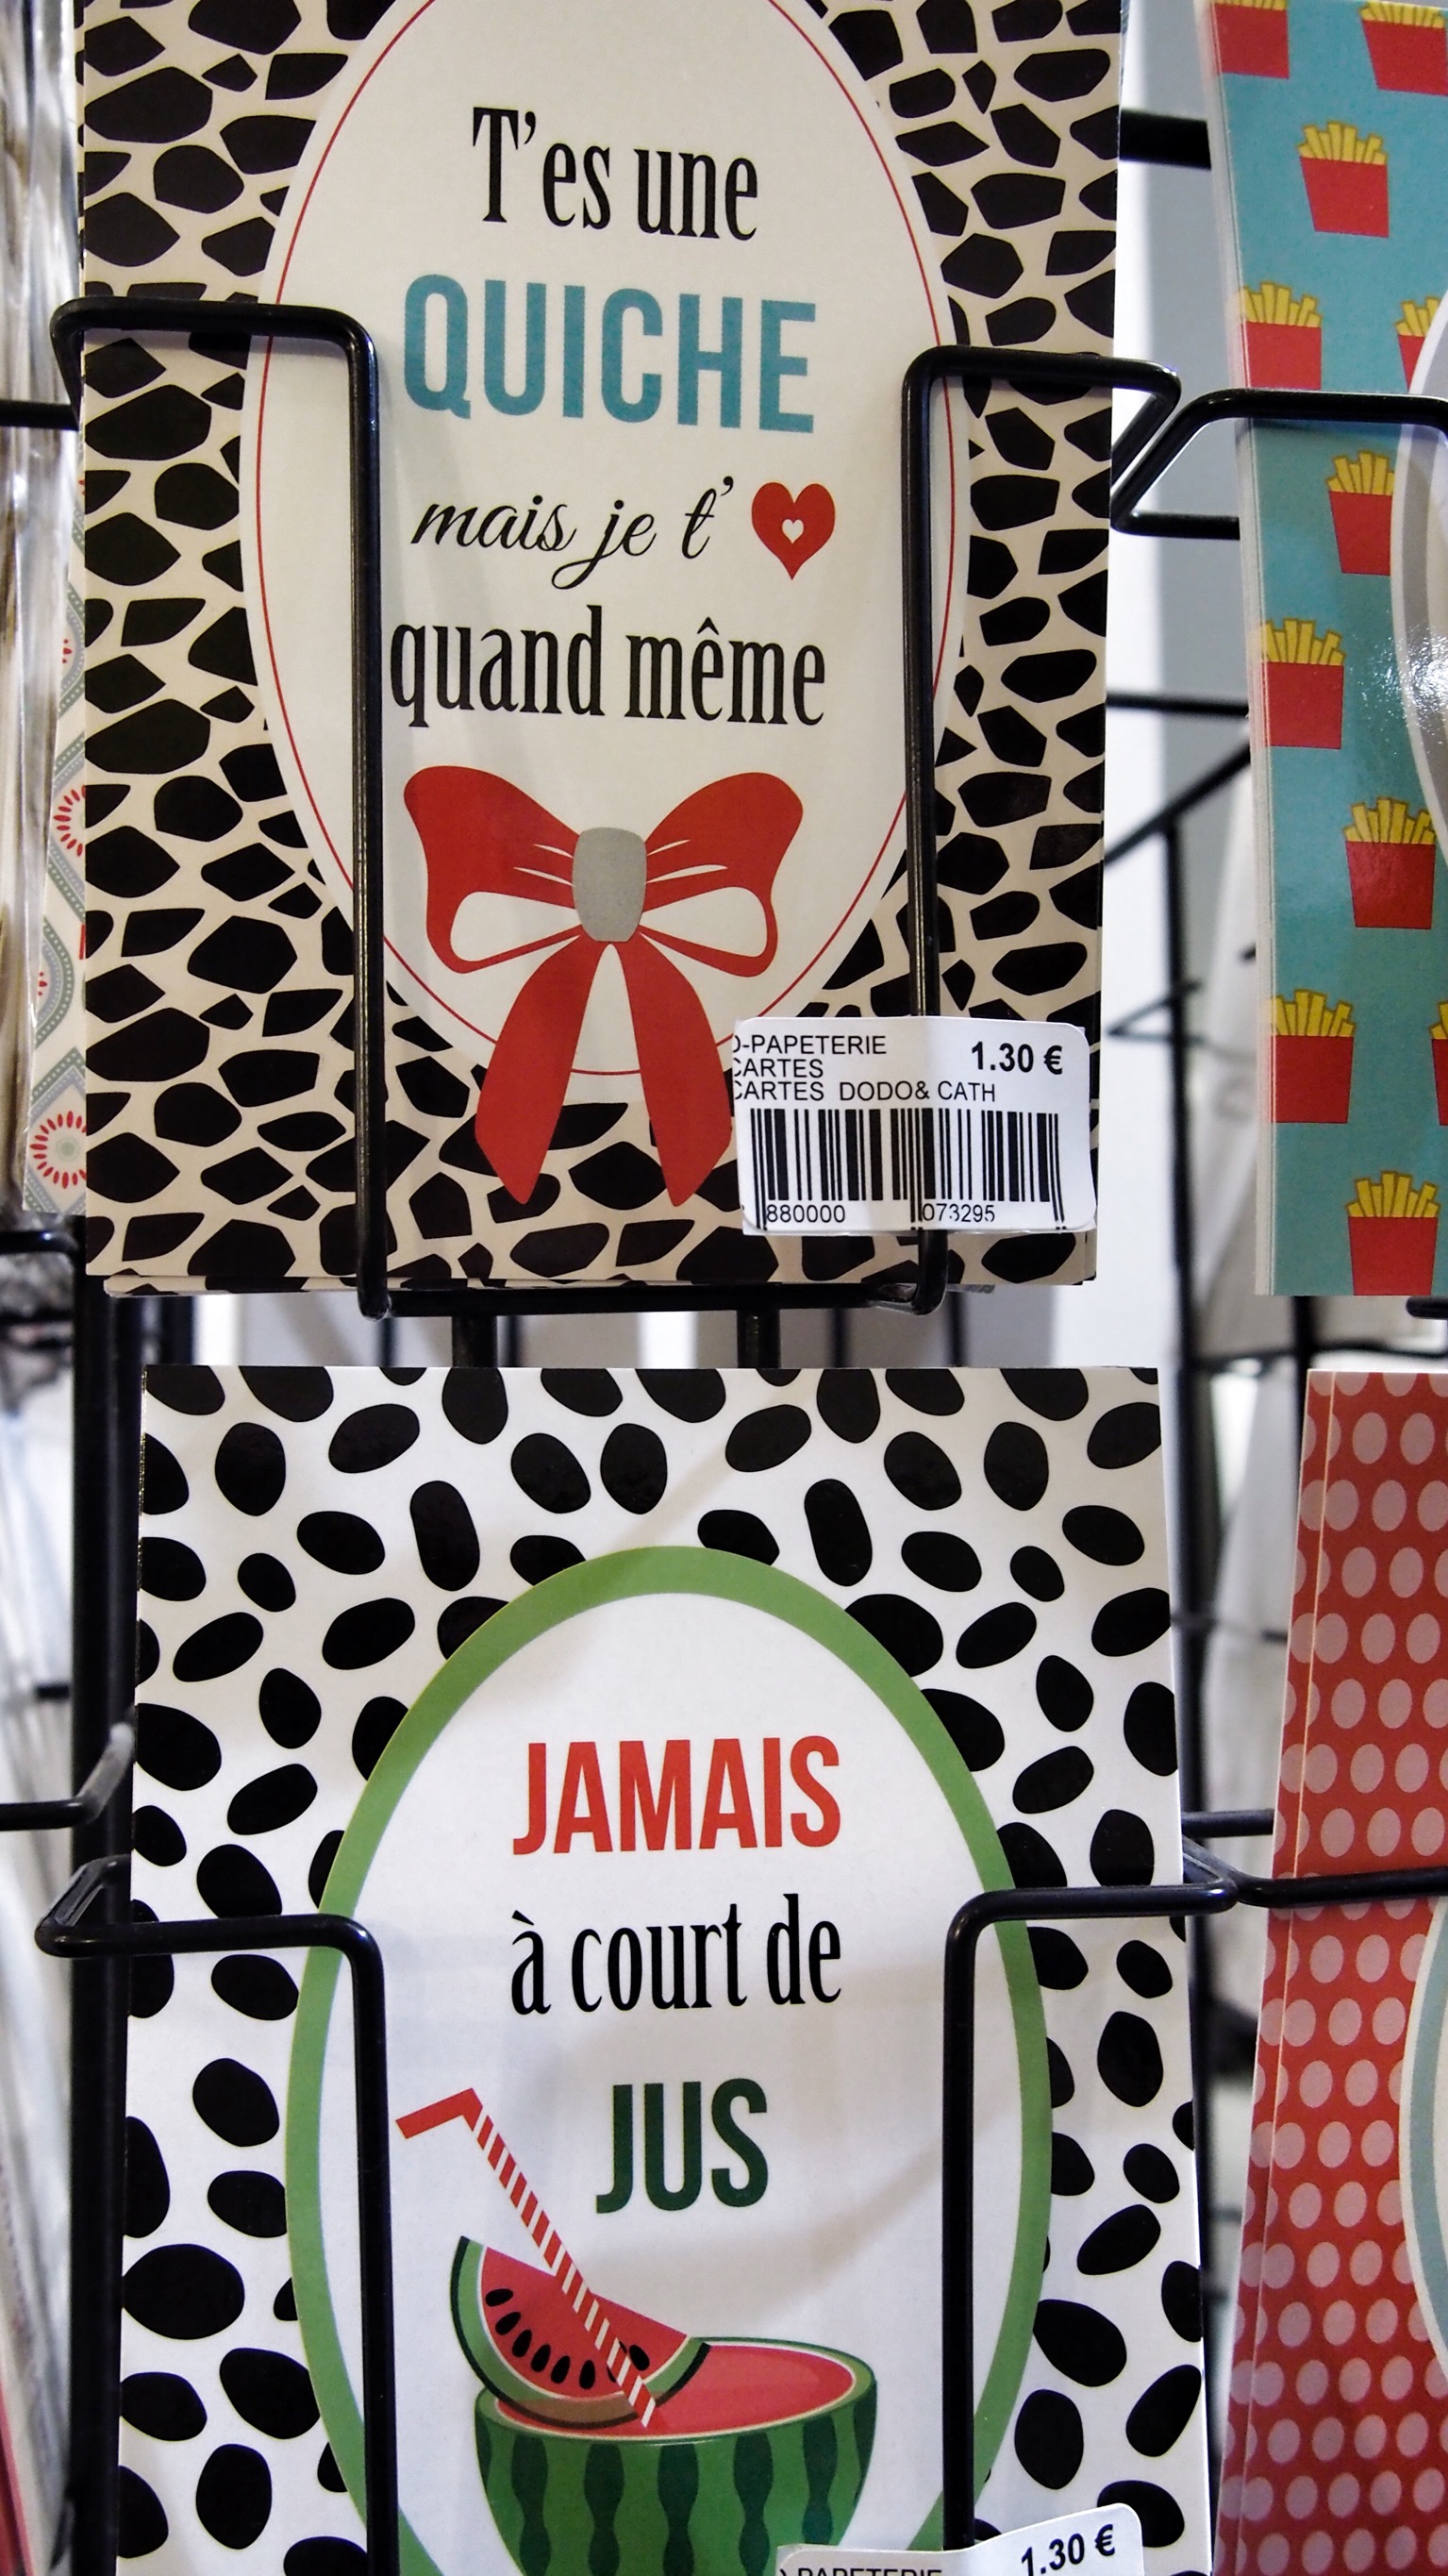 T'es une
QUICHE
mais je t'
quand même
-PAPETERIE
1.30 €
CARTES
CARTES DODO& CATH
880000 073295
JAMAIS
à court de
JUS
1.30 €
PAPETERIE